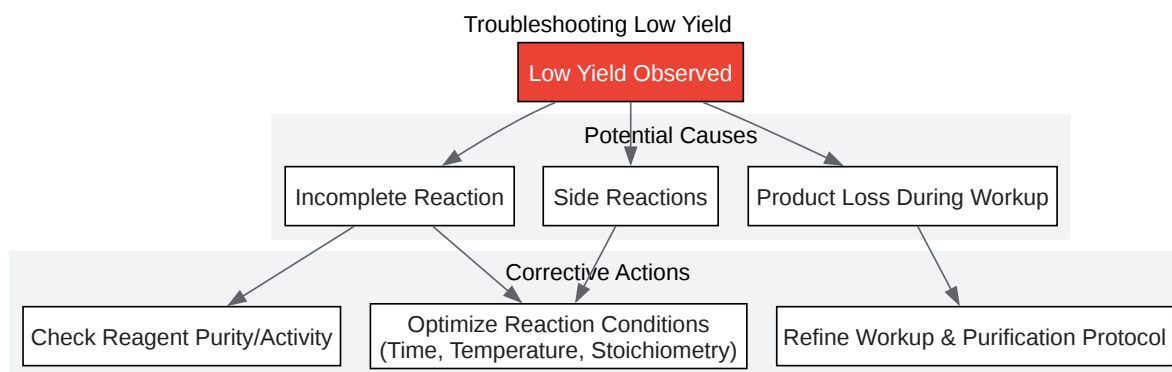 Troubleshooting Low Yield
Low Yield Observed
Potential Causes
Incomplete Reaction
Side Reactions
Product Loss During Workup
Corrective Actions
Check Reagent Purity/Activity
Optimize Reaction Conditions
(Time, Temperature, Stoichiometry)
Refine Workup & Purification Protocol